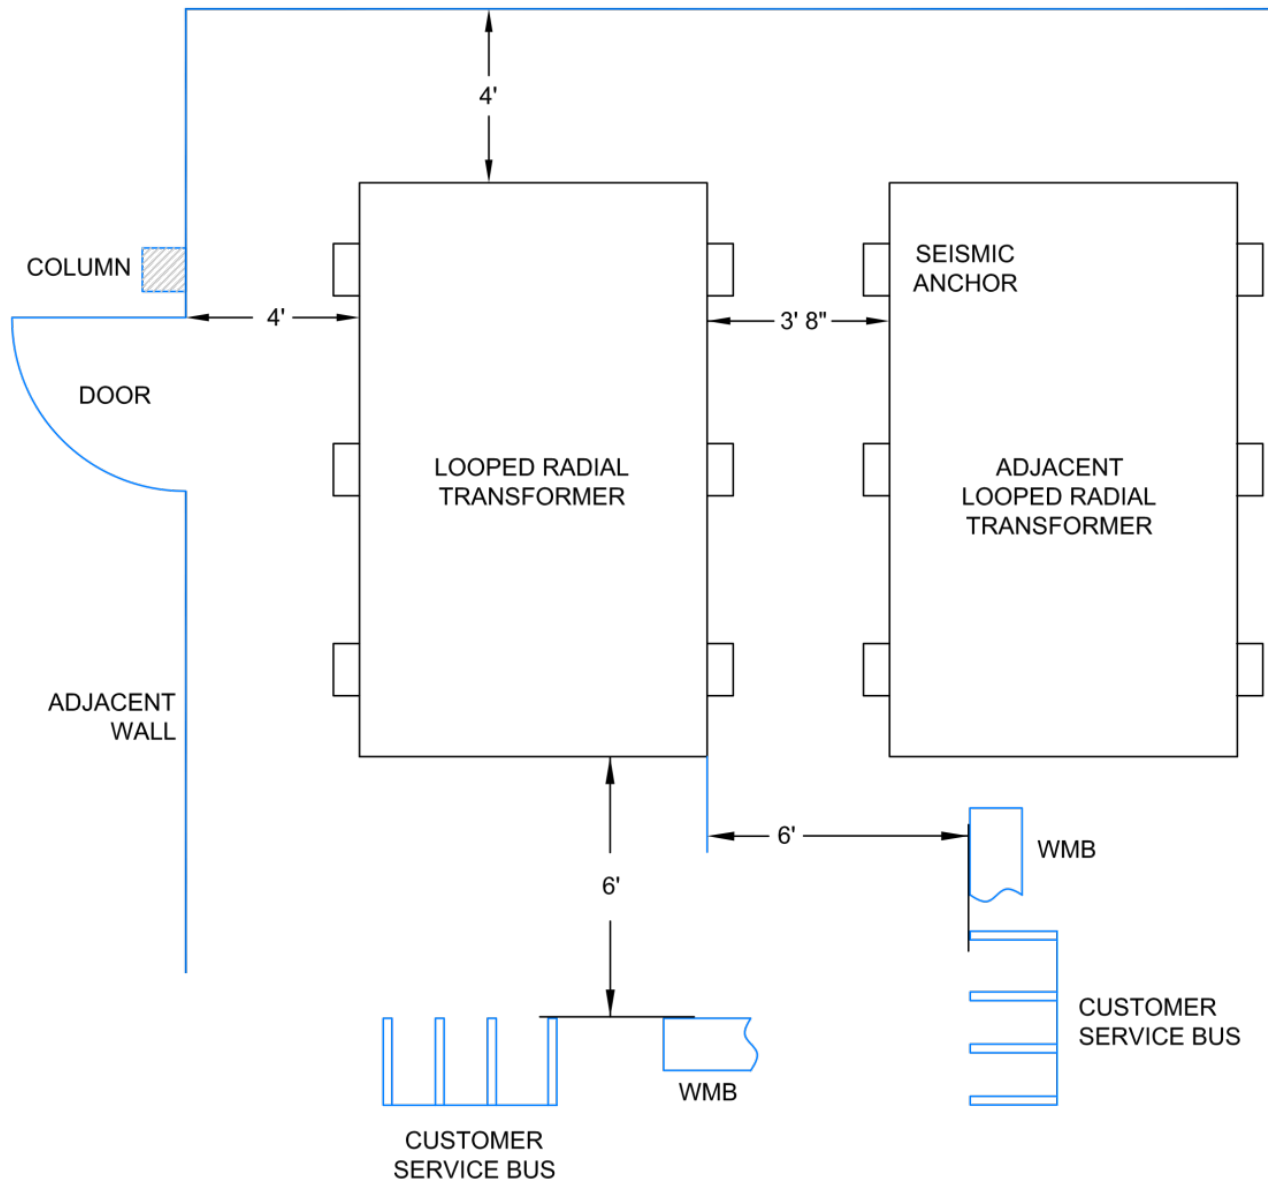 4'
COLUMN
SEISMIC
ANCHOR
4'
3' 8"
DOOR
LOOPED RADIAL
TRANSFORMER
ADJACENT
LOOPED RADIAL
TRANSFORMER
ADJACENT
WALL
6'
WMB
6'
CUSTOMER
SERVICE BUS
WMB
CUSTOMER
SERVICE BUS